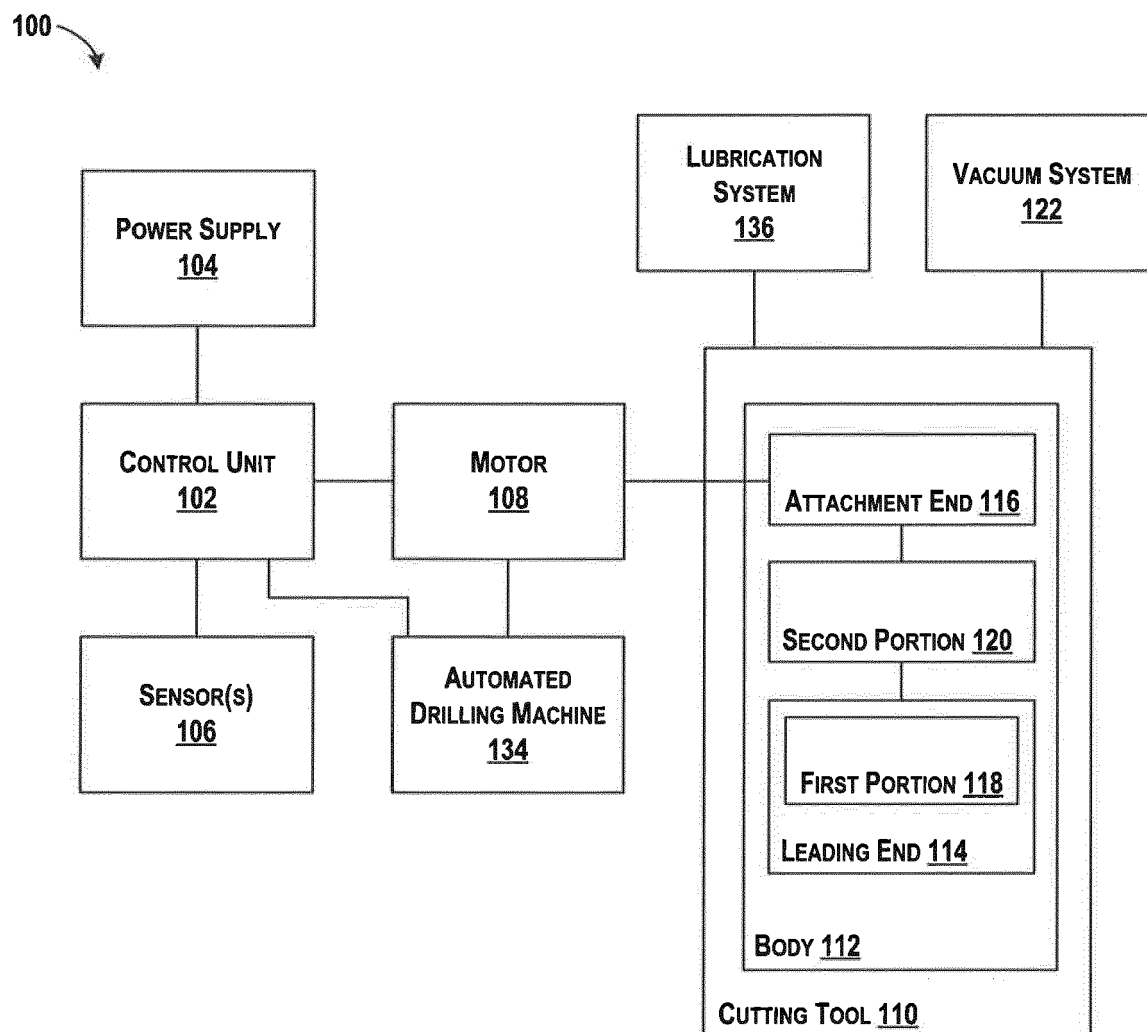 100
LUBRICATION
SYSTEM
136
VACUUM SYSTEM
122
POWER SUPPLY
104
CONTROL UNIT
102
MOTOR
108
ATTACHMENT END 116
SECOND PORTION 120
SENSOR(S)
106
AUTOMATED
DRILLING MACHINE
134
FIRST PORTION 118
LEADING END 114
BODY 112
CUTTING TOOL 110